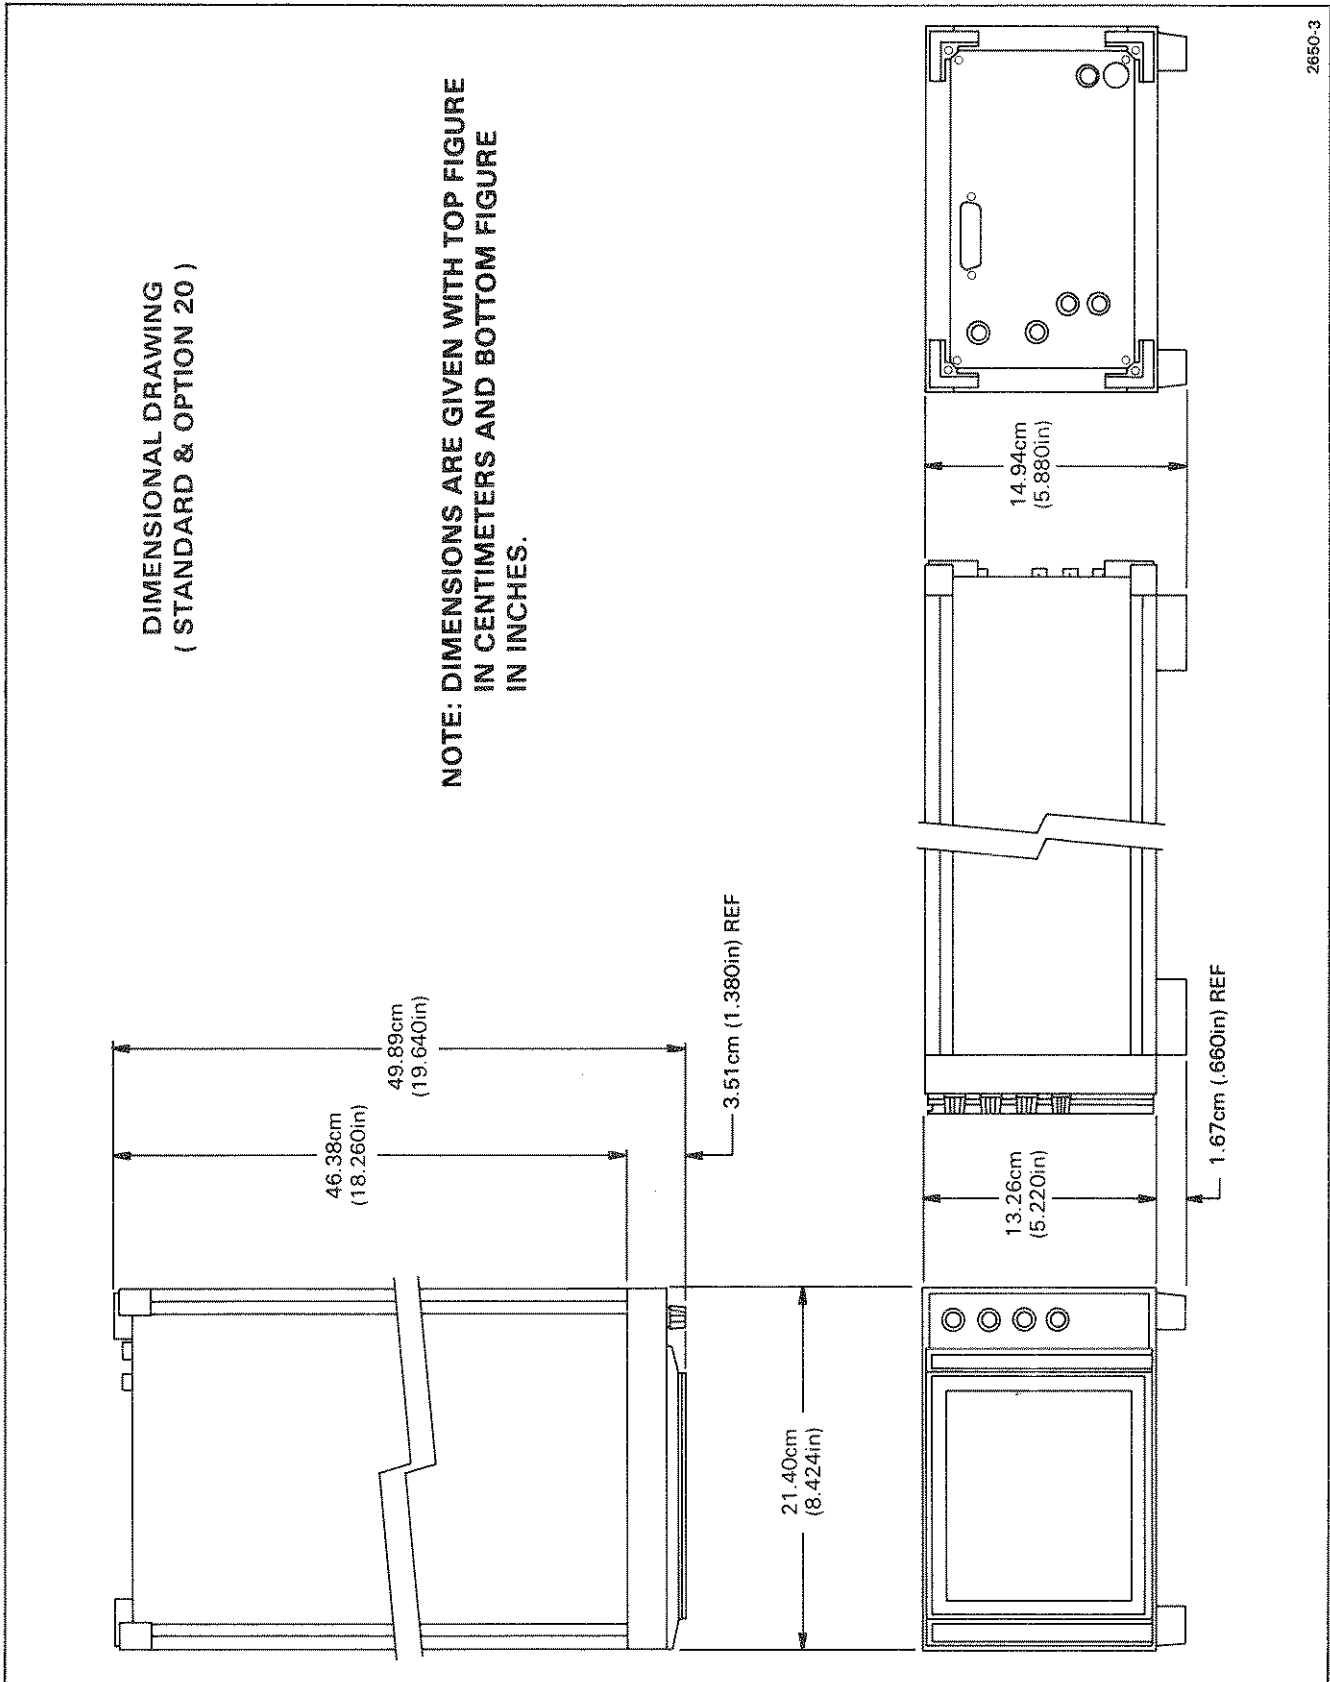 DIMENSIONAL DRAWING
( STANDARD & OPTION 20 )
NOTE: DIMENSIONS ARE GIVEN WITH TOP FIGURE
IN CENTIMETERS AND BOTTOM FIGURE
IN INCHES.
49.89cm
(19.640in)
46.38cm
(18.260in)
3.51cm (1.380in) REF
21.40cm
(8.424in)
14.94cm
(5.880in)
13.26cm
(5.220in)
1.67cm (.660in) REF
2650-3